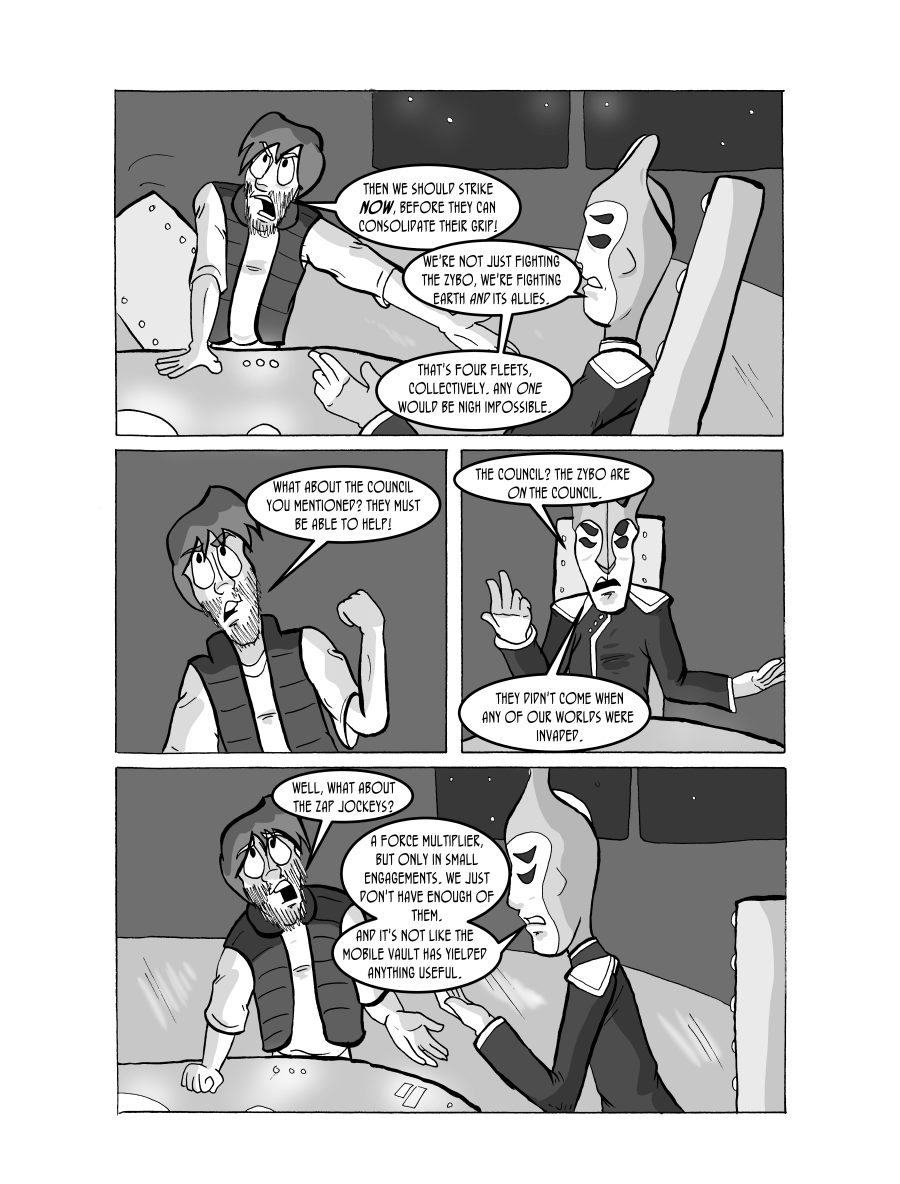 THEN WE SHOULD STRIKE
NOW, BEFORE THEY CAN
CONSOLIDATE THEIR GRIP!
WE'RE NOT JUST FIGHTING
THE ZYBO, WE'RE FIGHTING
EARTH AND ITS ALLIES.
THAT'S FOUR FLEETS,
COLLECTIVELY. ANY ONE
WOULD BE NIGH IMPOSSIBLE.
WHAT ABOUT THE COUNCIL
YOU MENTIONED? THEY MUST
BE ABLE TO HELP!
THE COUNCIL? THE ZYBO ARE
ON THE COUNCIL.
THEY DIDN'T COME WHEN
ANY OF OUR WORLDS WERE
INVADED.
WELL, WHAT ABOUT
THE ZAP JOCKEYS?
A FORCE MULTIPLIER,
BUT ONLY IN SMALL
ENGAGEMENTS. WE JUST
DON'T HAVE ENOUGH OF
THEM.
AND IT'S NOT LIKE THE
MOBILE VAULT HAS YIELDED
ANYTHING USEFUL.